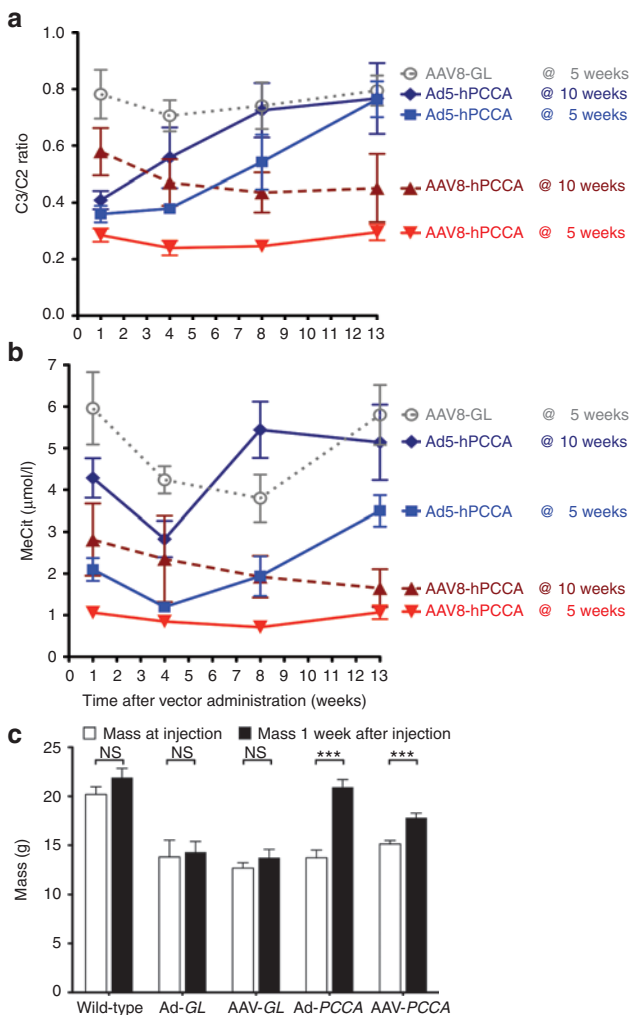 a
C3/C2 ratio
1.0
0.8
0.6
0.4
0.2
0.0
0 1 2 3 4 5 6 7 8 9 10 11 12 13
AAV8-GL @ 5 weeks
Ad5-hPCCA @ 10 weeks
Ad5-hPCCA @ 5 weeks
AAV8-hPCCA @ 10 weeks
AAV8-hPCCA @ 5 weeks
b
MeCit (μmol/l)
7
6
5
4
3
2
1
0
0 1 2 3 4 5 6 7 8 9 10 11 12 13
Time after vector administration (weeks)
AAV8-GL @ 5 weeks
Ad5-hPCCA @ 10 weeks
Ad5-hPCCA @ 5 weeks
AAV8-hPCCA @ 10 weeks
AAV8-hPCCA @ 5 weeks
c
Mass at injection Mass 1 week after injection
NS NS NS *** ***
Mass (g)
25
20
15
10
5
0
Wild-type Ad-GL AAV-GL Ad-PCCA AAV-PCCA